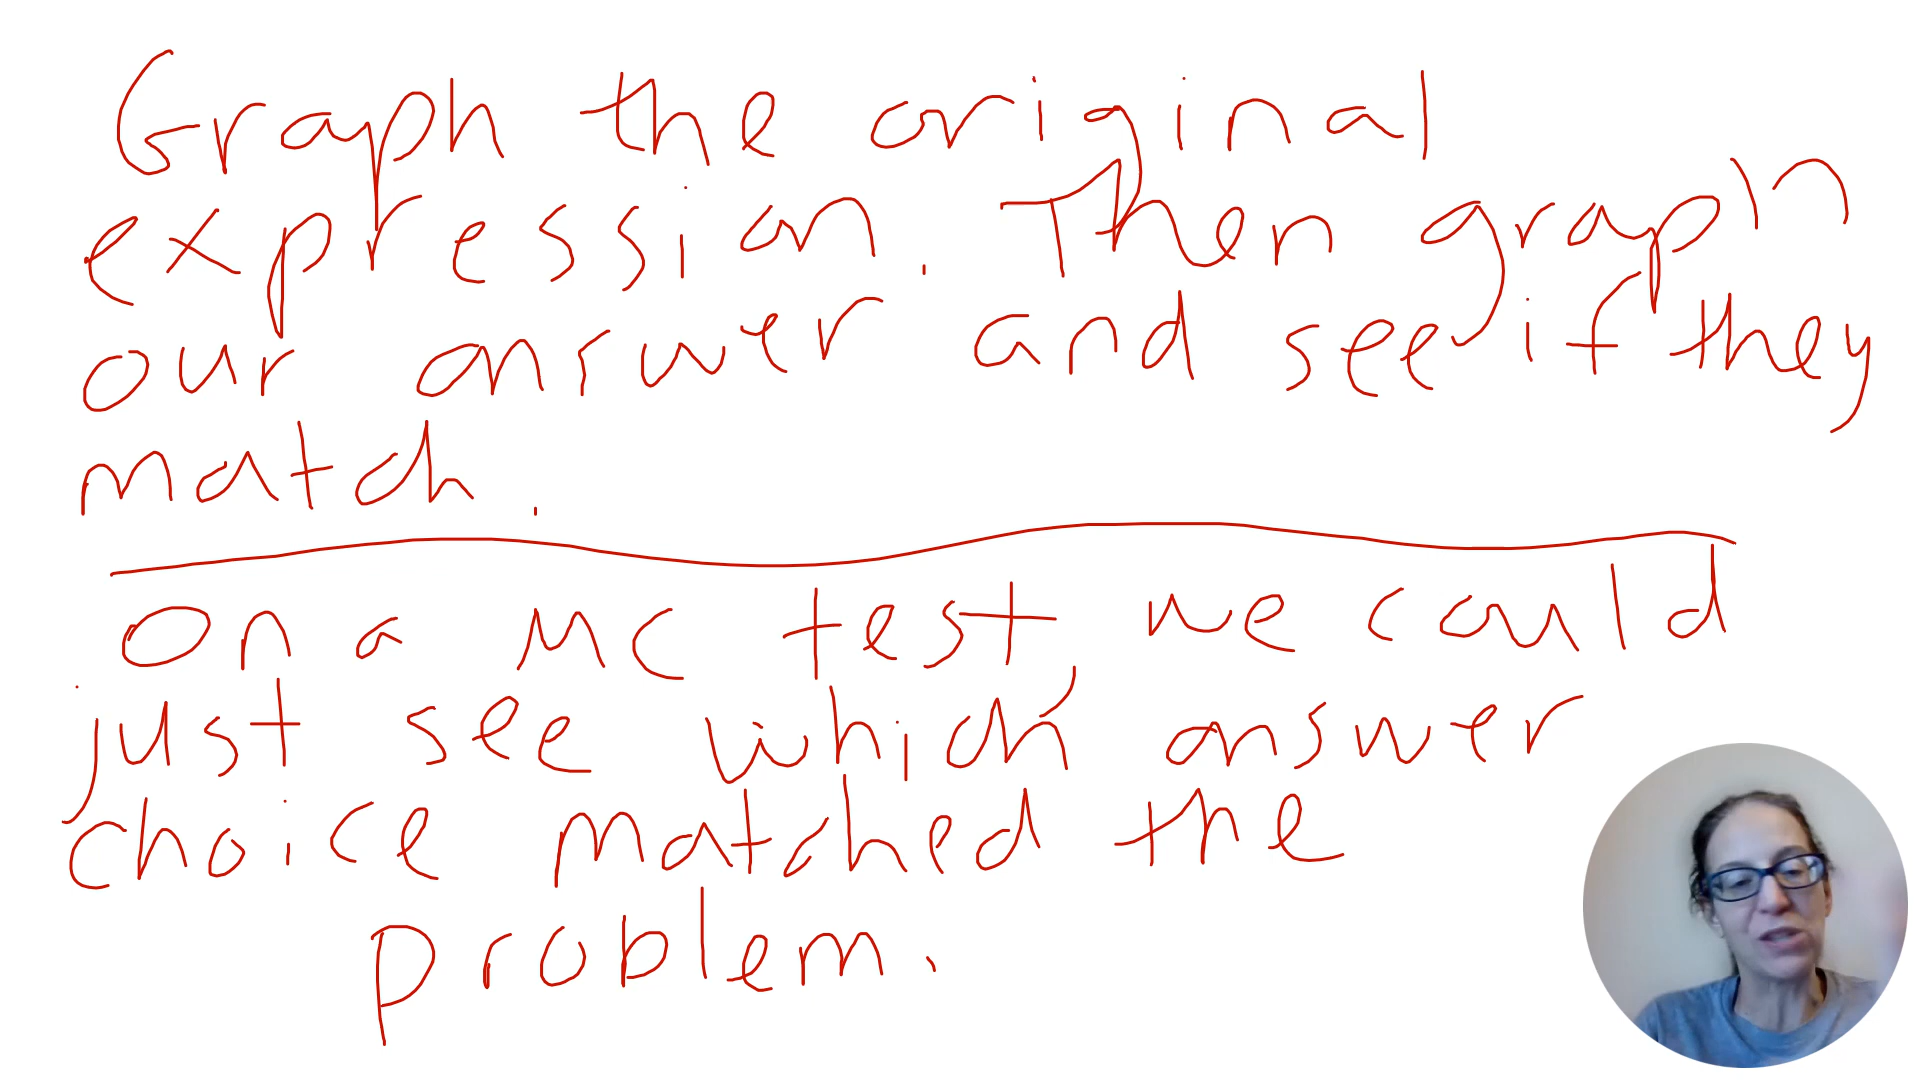 Graph the original
expression. Then graph
our answer and see if they
match.
On a MC test, we could
just see which answer
choice matched the
problem.